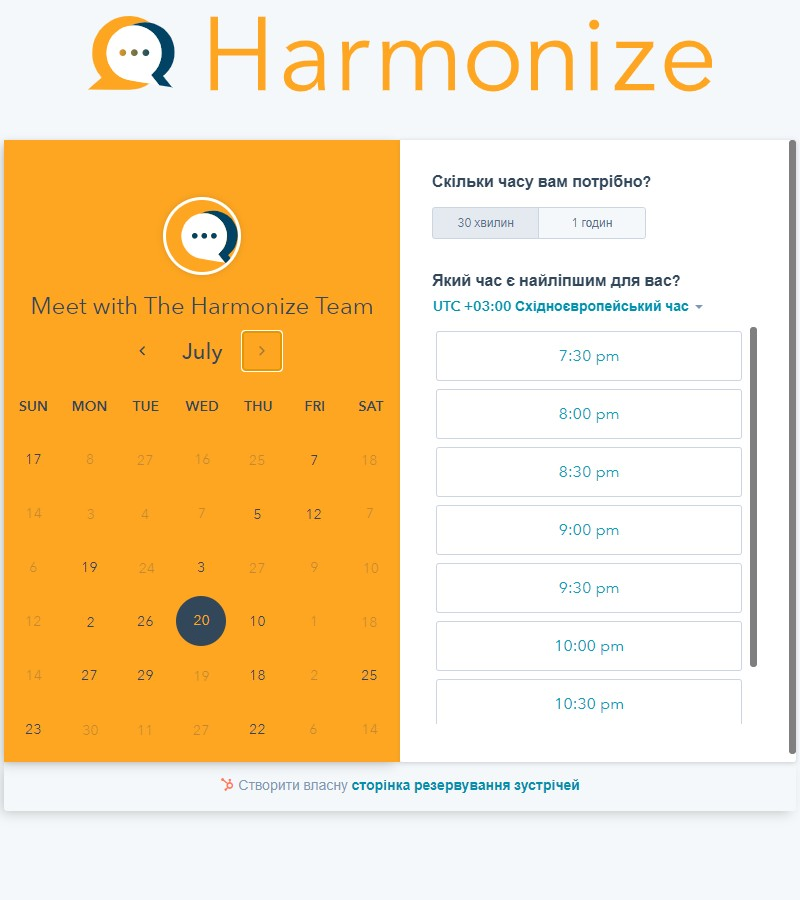 Harmonize
Meet with The Harmonize Team
July
SUN MON TUE WED THU FRI SAT
17 8 27 16 25 7 18
14 3 4 7 5 12 7
6 19 24 3 27 9 10
12 2 26 20 10 1 18
14 27 29 19 18 2 25
23 30 11 27 22 6 14
Скільки часу вам потрібно?
30 хвилин 1 годин
Який час є найліпшим для вас?
UTC +03:00 Східноєвропейський час
7:30 pm
8:00 pm
8:30 pm
9:00 pm
9:30 pm
10:00 pm
10:30 pm
Створити власну сторінка резервування зустрічей